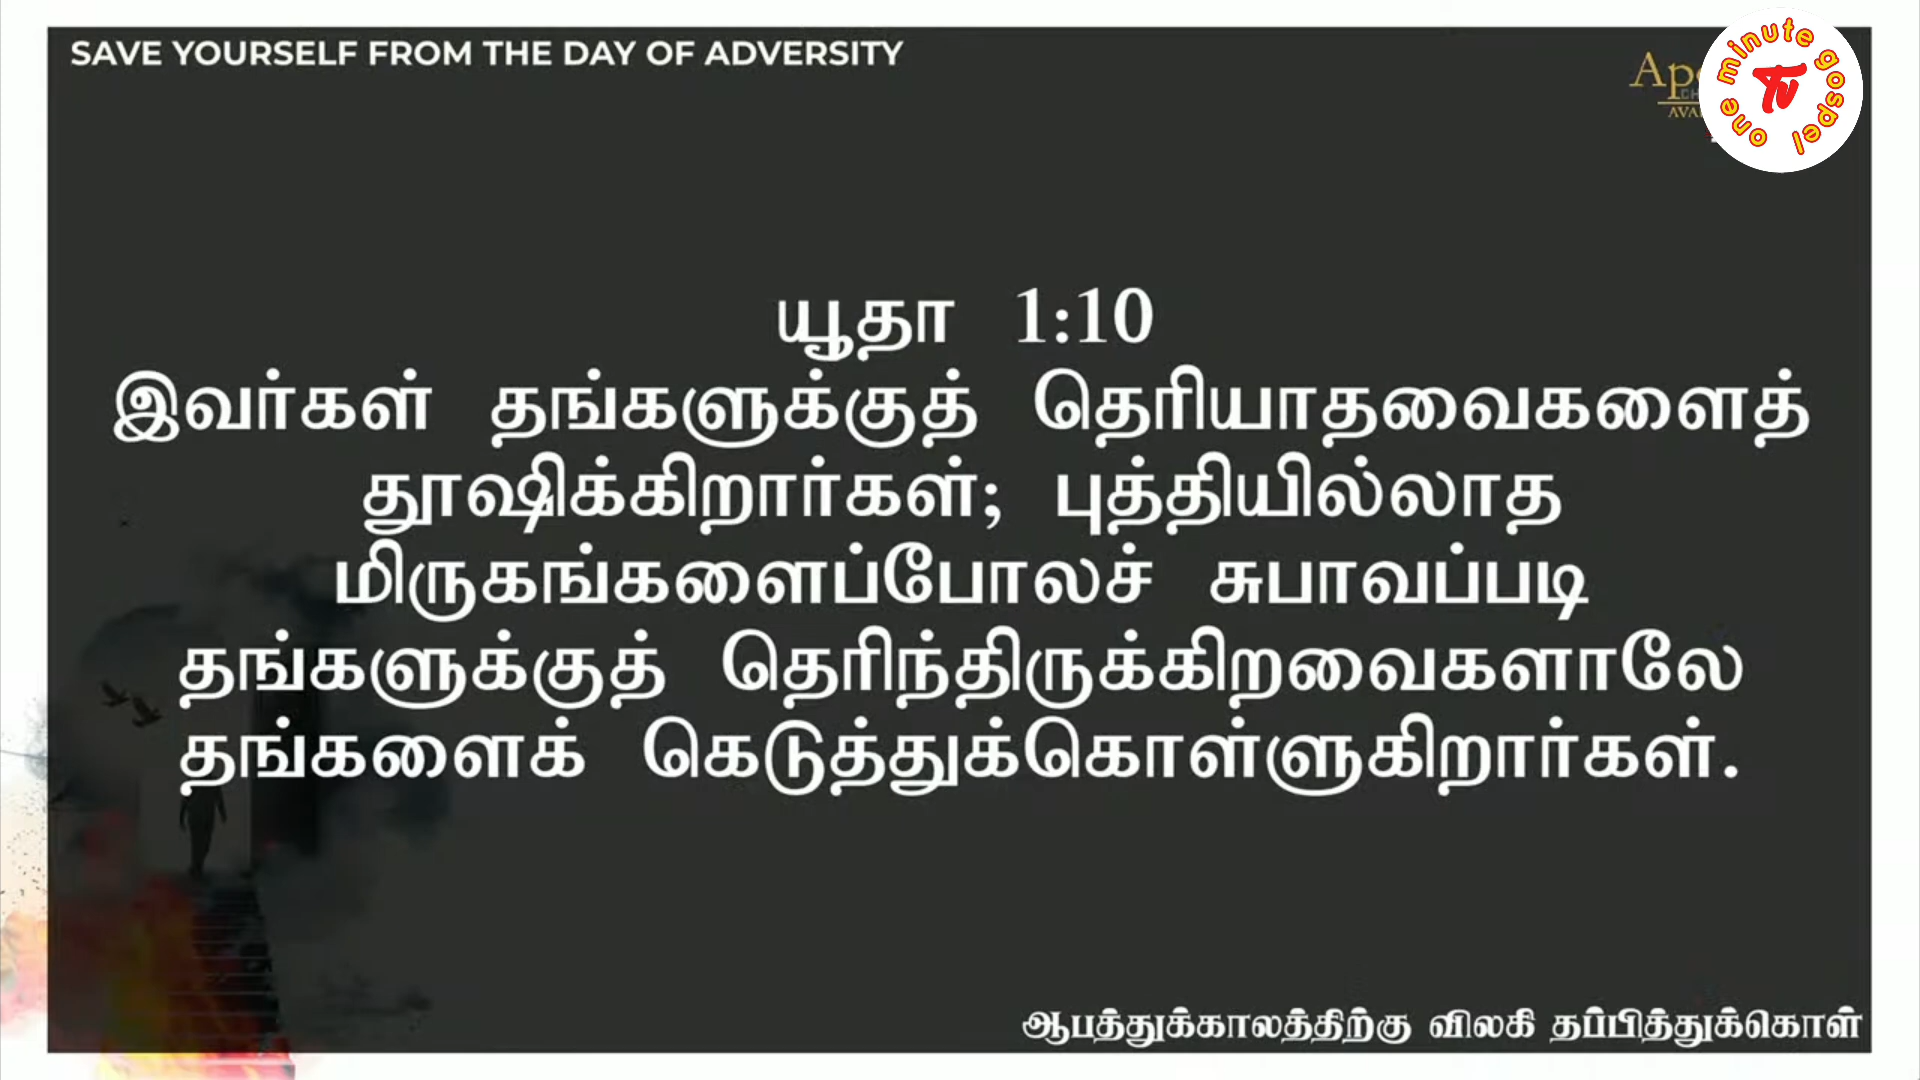 SAVE YOURSELF FROM THE DAY OF ADVERSITY
one minute gospel
Tv
யூதா 1:10
இவர்கள் தங்களுக்குத் தெரியாதவைகளைத்
தூஷிக்கிறார்கள்; புத்தியில்லாத
மிருகங்களைப்போலச் சுபாவப்படி
தங்களுக்குத் தெரிந்திருக்கிறவைகளாலே
தங்களைக் கெடுத்துக்கொள்ளுகிறார்கள்.
ஆபத்துக்காலத்திற்கு விலகி தப்பித்துக்கொள்